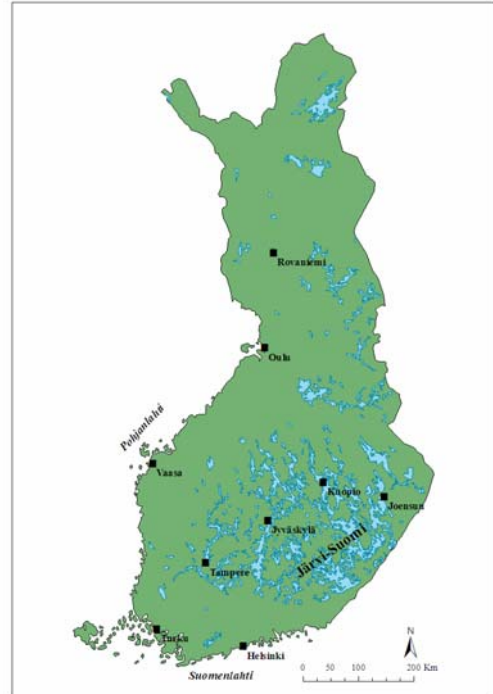 Rovaniemi
Oulu
Pohjanlahti
Vaasa
Kuopio
Joensuu
Jyväskylä
Järvi-Suomi
Tampere
Turku
Helsinki
Suomenlahti
N
0 50 100 200 Km